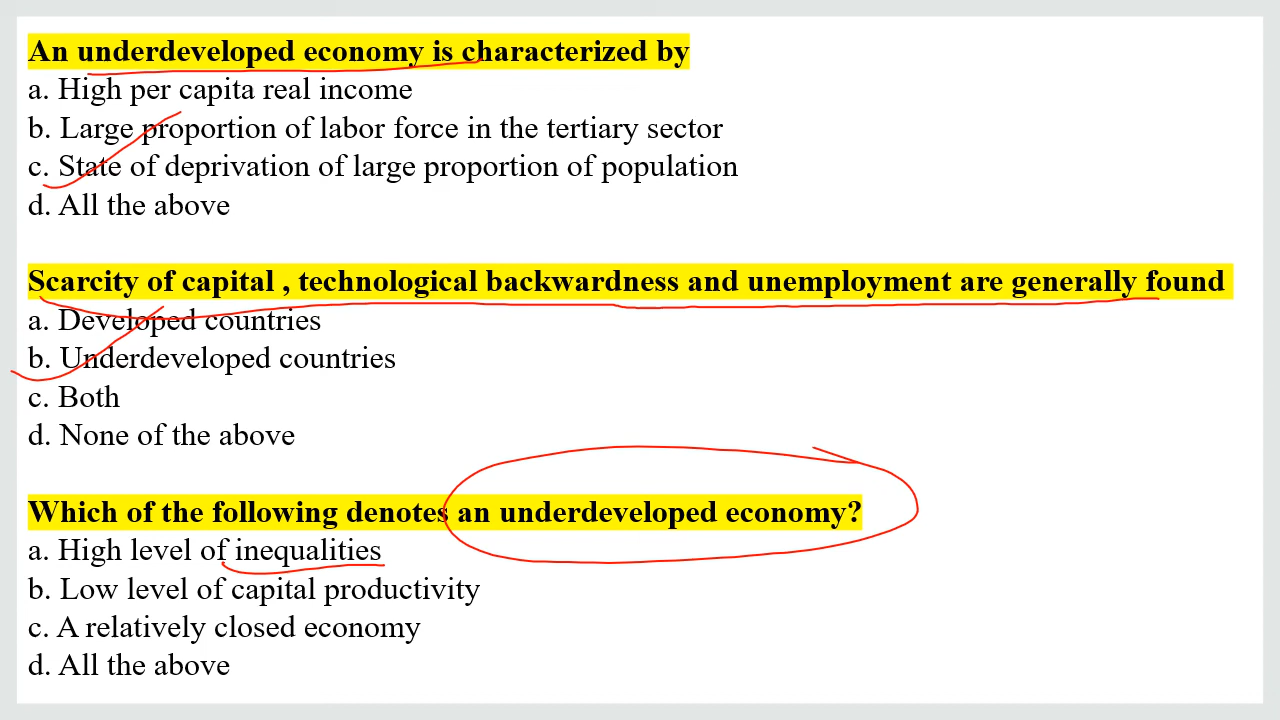 An underdeveloped economy is characterized by
a. High per capita real income
b. Large proportion of labor force in the tertiary sector
c. State of deprivation of large proportion of population
d. All the above
Scarcity of capital , technological backwardness and unemployment are generally found
a. Developed countries
b. Underdeveloped countries
c. Both
d. None of the above
Which of the following denotes an underdeveloped economy?
a. High level of inequalities
b. Low level of capital productivity
c. A relatively closed economy
d. All the above